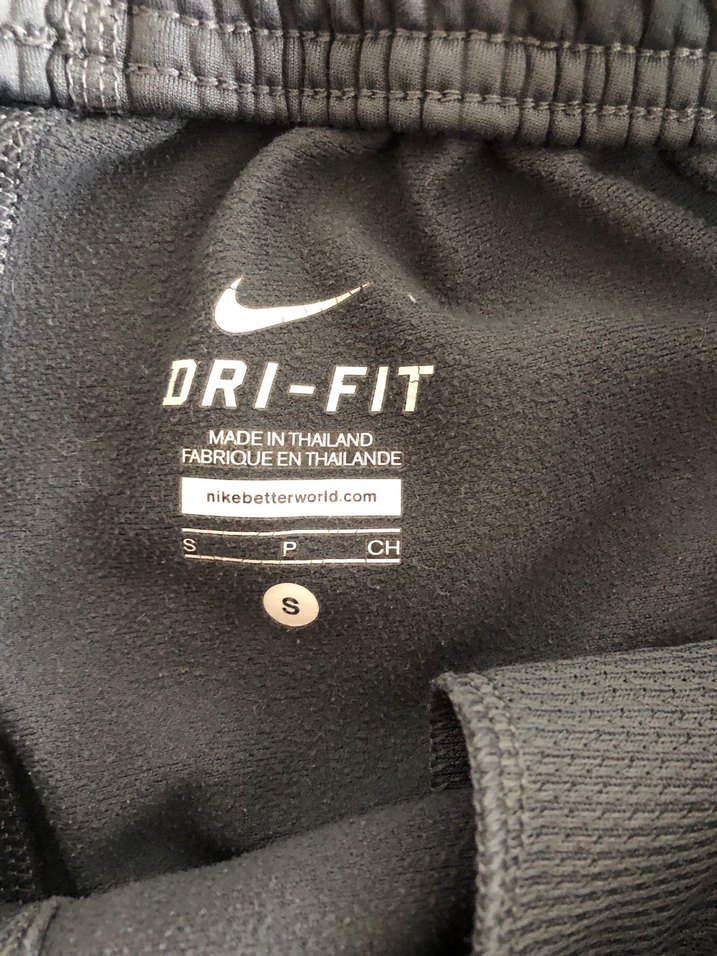 DRI-FIT
MADE IN THAILAND
FABRIQUE EN THAILANDE
nikebetterworld.com
S P CH
S